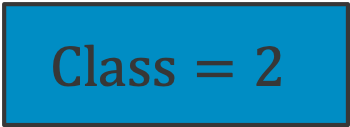 Class = 2